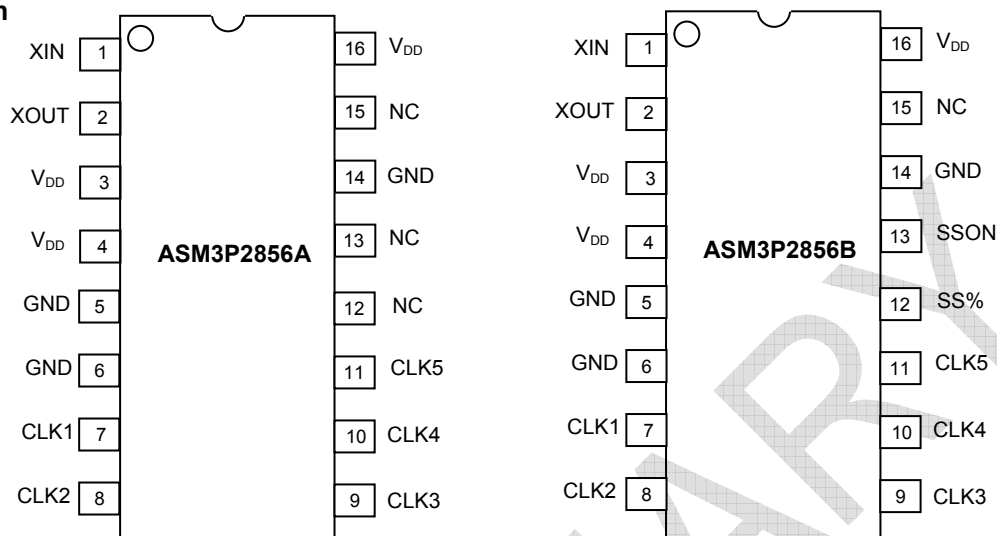 n
XIN 1 16 VDD XIN 1 16 VDD
XOUT 2 15 NC XOUT 2 15 NC
VDD 3 14 GND VDD 3 14 GND
VDD 4 ASM3P2856A 13 NC VDD 4 ASM3P2856B 13 SSON
GND 5 12 NC GND 5 12 SS%
GND 6 11 CLK5 GND 6 11 CLK5
CLK1 7 10 CLK4 CLK1 7 10 CLK4
CLK2 8 9 CLK3 CLK2 8 9 CLK3